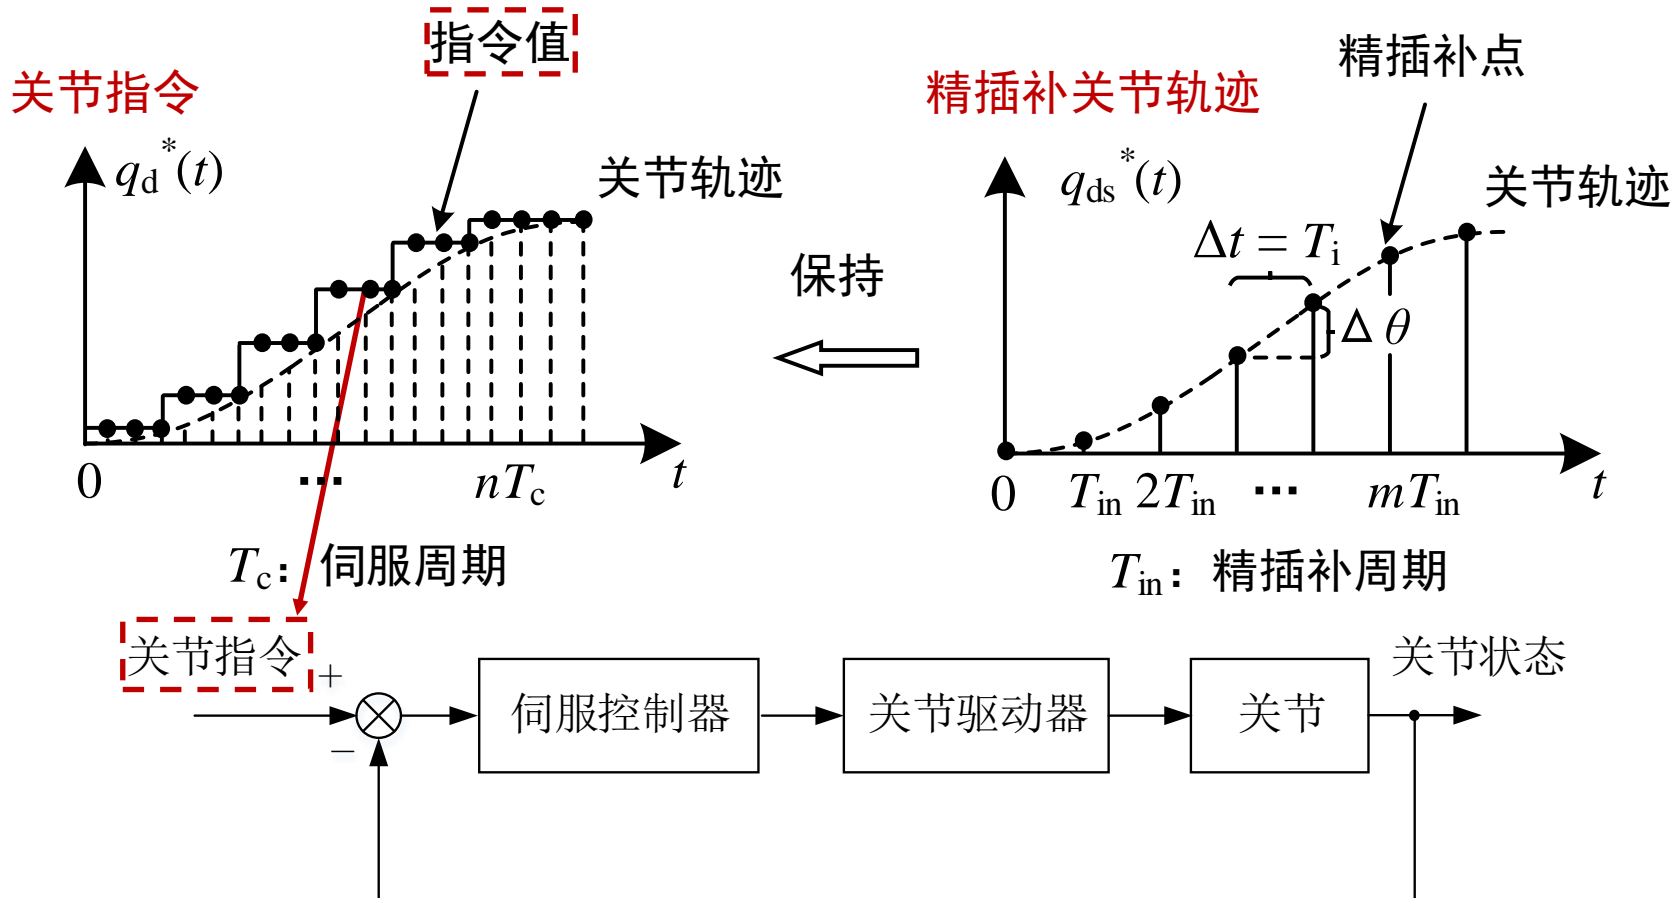 指令值
关节指令
q_d^*(t)
关节轨迹
0
...
nT_c
t
T_c：伺服周期
保持
精插补点
精插补关节轨迹
q_ds^*(t)
关节轨迹
Δt = T_i
Δ θ
0
T_in 2T_in ... mT_in
t
T_in：精插补周期
关节指令
+
−
伺服控制器
关节驱动器
关节
关节状态